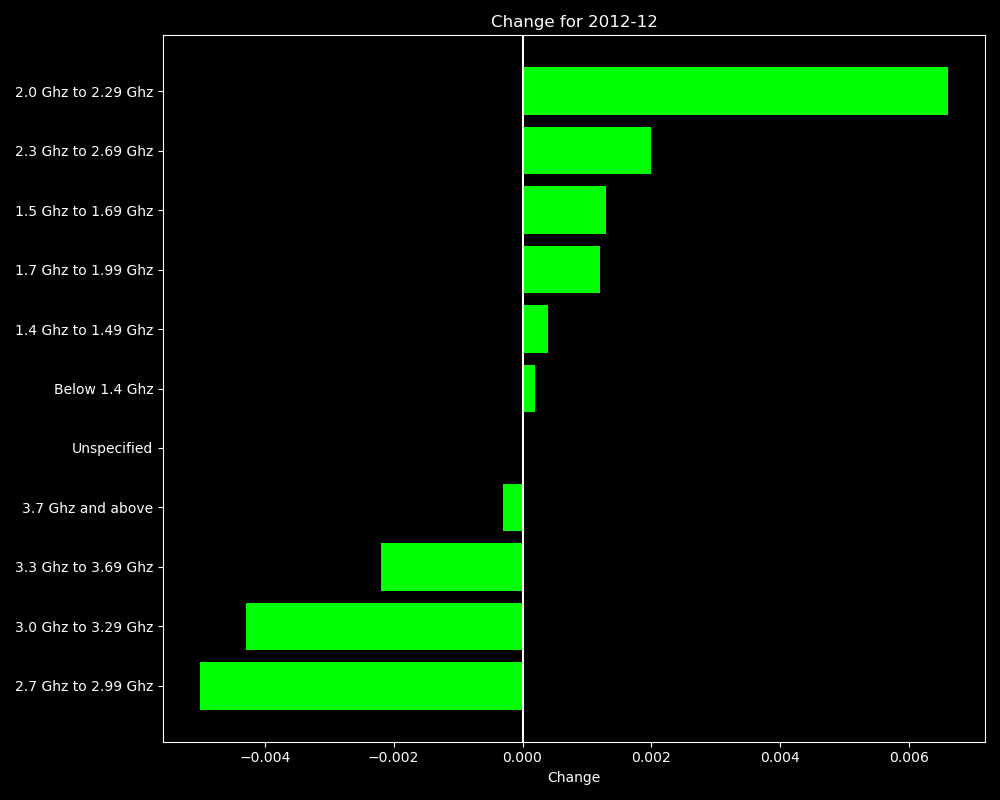 Change for 2012-12
2.0 Ghz to 2.29 Ghz
2.3 Ghz to 2.69 Ghz
1.5 Ghz to 1.69 Ghz
1.7 Ghz to 1.99 Ghz
1.4 Ghz to 1.49 Ghz
Below 1.4 Ghz
Unspecified
3.7 Ghz and above
3.3 Ghz to 3.69 Ghz
3.0 Ghz to 3.29 Ghz
2.7 Ghz to 2.99 Ghz
−0.004 −0.002 0.000 0.002 0.004 0.006
Change